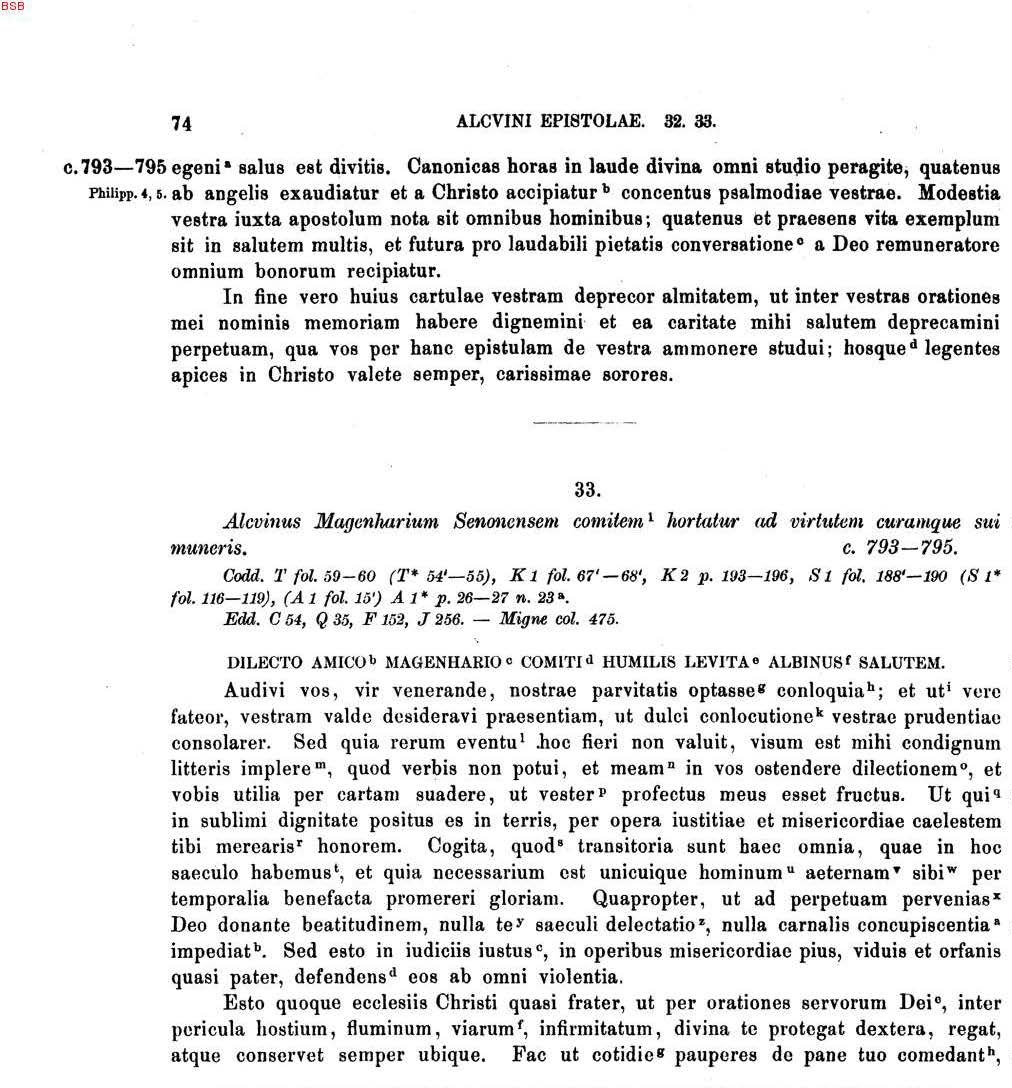 BSB
74 ALCVINI EPISTOLAE. 32. 33.
c. 793—795 egeni ᵃ salus est divitis. Canonicas horas in laude divina omni studio peragite, quatenus
Philipp. 4, 5. ab angelis exaudiatur et a Christo accipiatur ᵇ concentus psalmodiae vestrae. Modestia
vestra iuxta apostolum nota sit omnibus hominibus; quatenus et praesens vita exemplum
sit in salutem multis, et futura pro laudabili pietatis conversatione ᶜ a Deo remuneratore
omnium bonorum recipiatur.
In fine vero huius cartulae vestram deprecor almitatem, ut inter vestras orationes
mei nominis memoriam habere dignemini et ea caritate mihi salutem deprecamini
perpetuam, qua vos per hanc epistulam de vestra ammonere studui; hosque ᵈ legentes
apices in Christo valete semper, carissimae sorores.
33.
Alcvinus Magenharium Senonensem comitem ¹ hortatur ad virtutem curamque sui
muneris. c. 793—795.
Codd. T fol. 59—60 (T* 54'—55), K 1 fol. 67'—68', K 2 p. 193—196, S 1 fol. 188'—190 (S 1*
fol. 116—119), (A 1 fol. 15') A 1* p. 26—27 n. 23 ᵃ.
Edd. C 54, Q 35, F 152, J 256. — Migne col. 475.
DILECTO AMICO ᵇ MAGENHARIO ᶜ COMITI ᵈ HUMILIS LEVITA ᵉ ALBINUS ᶠ SALUTEM.
Audivi vos, vir venerande, nostrae parvitatis optasse ᵍ conloquia ʰ; et ut ⁱ vere
fateor, vestram valde desideravi praesentiam, ut dulci conlocutione ᵏ vestrae prudentiae
consolarer. Sed quia rerum eventu ˡ hoc fieri non valuit, visum est mihi condignum
litteris implere ᵐ, quod verbis non potui, et meam ⁿ in vos ostendere dilectionem ᵒ, et
vobis utilia per cartam suadere, ut vester ᵖ profectus meus esset fructus. Ut qui ᑫ
in sublimi dignitate positus es in terris, per opera iustitiae et misericordiae caelestem
tibi merearis ʳ honorem. Cogita, quod ˢ transitoria sunt haec omnia, quae in hoc
saeculo habemus ᵗ, et quia necessarium est unicuique hominum ᵘ aeternam ᵛ sibi ʷ per
temporalia benefacta promereri gloriam. Quapropter, ut ad perpetuam pervenias ˣ
Deo donante beatitudinem, nulla te ʸ saeculi delectatio ᶻ, nulla carnalis concupiscentia ᵃ
impediat ᵇ. Sed esto in iudiciis iustus ᶜ, in operibus misericordiae pius, viduis et orfanis
quasi pater, defendens ᵈ eos ab omni violentia.
Esto quoque ecclesiis Christi quasi frater, ut per orationes servorum Dei ᵉ, inter
pericula hostium, fluminum, viarum ᶠ, infirmitatum, divina te protegat dextera, regat,
atque conservet semper ubique. Fac ut cotidie ᵍ pauperes de pane tuo comedant ʰ,